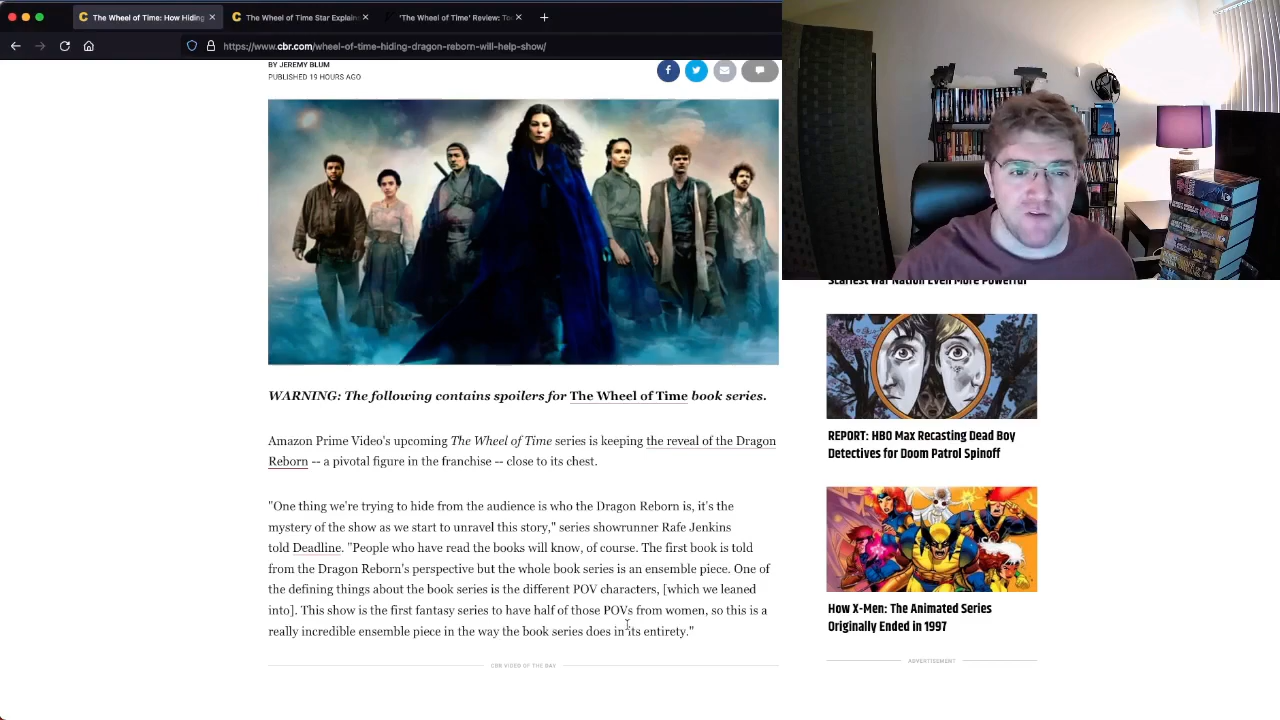 The Wheel of Time: How Hiding
The Wheel of Time Star Explain
'The Wheel of Time' Review: To
https://www.cbr.com/wheel-of-time-hiding-dragon-reborn-will-help-show/
BY JEREMY BLUM
PUBLISHED 19 HOURS AGO
WARNING: The following contains spoilers for The Wheel of Time book series.
Amazon Prime Video's upcoming The Wheel of Time series is keeping the reveal of the Dragon
Reborn -- a pivotal figure in the franchise -- close to its chest.
"One thing we're trying to hide from the audience is who the Dragon Reborn is, it's the
mystery of the show as we start to unravel this story," series showrunner Rafe Jenkins
told Deadline. "People who have read the books will know, of course. The first book is told
from the Dragon Reborn's perspective but the whole book series is an ensemble piece. One of
the defining things about the book series is the different POV characters, [which we leaned
into]. This show is the first fantasy series to have half of those POVs from women, so this is a
really incredible ensemble piece in the way the book series does in its entirety."
CBR VIDEO OF THE DAY
Scariest War Nation Even More Powerful
REPORT: HBO Max Recasting Dead Boy
Detectives for Doom Patrol Spinoff
How X-Men: The Animated Series
Originally Ended in 1997
ADVERTISEMENT